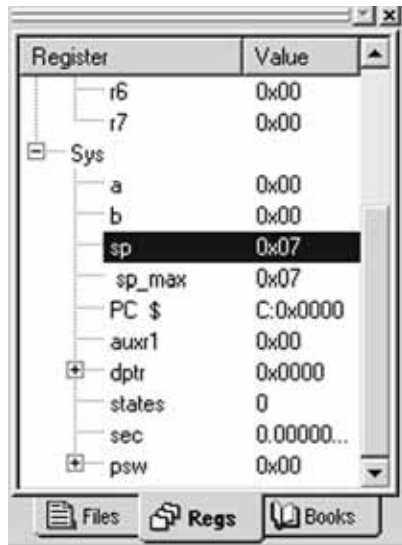 Register Value
r6 0x00
r7 0x00
Sys
a 0x00
b 0x00
sp 0x07
sp_max 0x07
PC $ C:0x0000
auxr1 0x00
dptr 0x0000
states 0
sec 0.00000...
psw 0x00
Files Regs Books